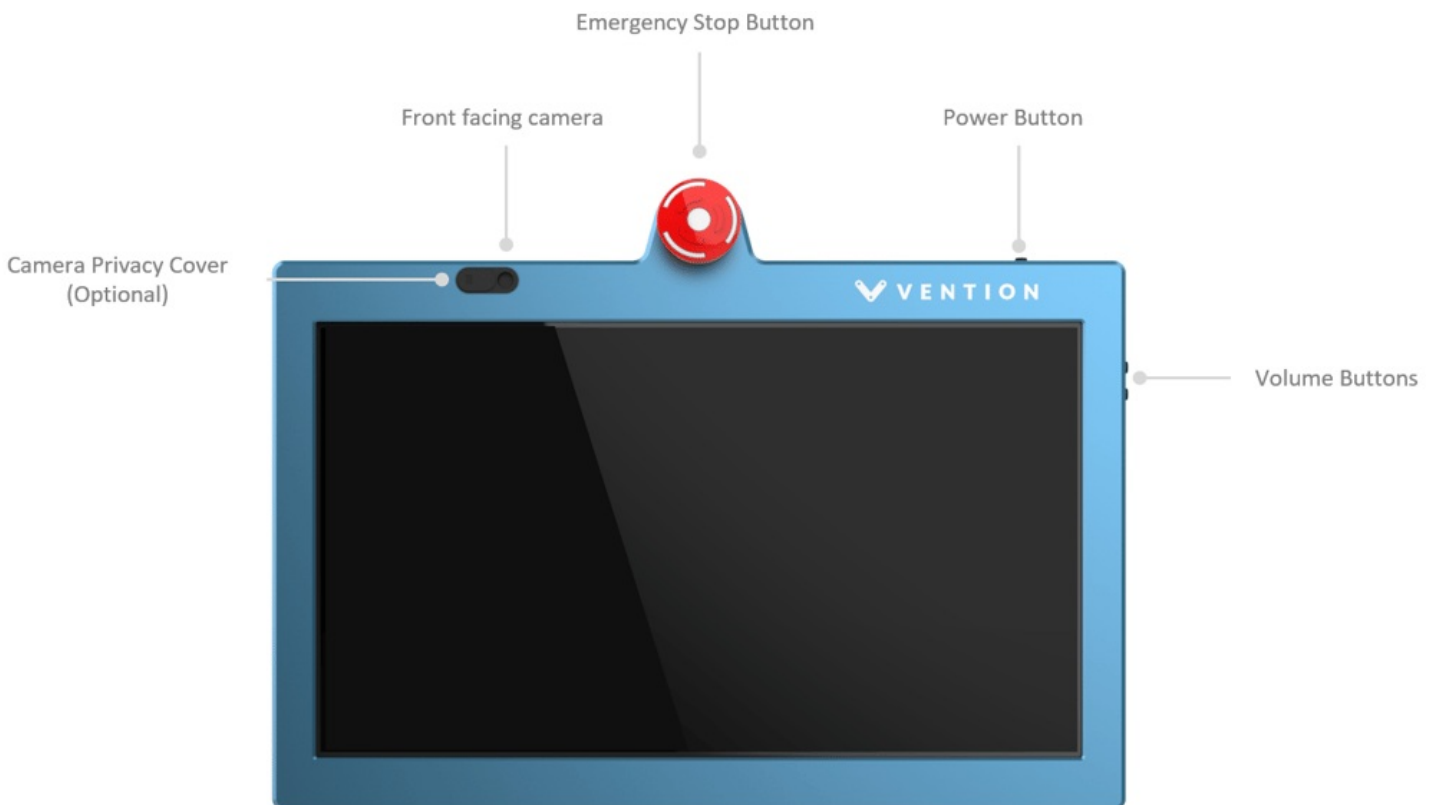 Emergency Stop Button
Front facing camera
Power Button
Camera Privacy Cover
(Optional)
VENTION
Volume Buttons